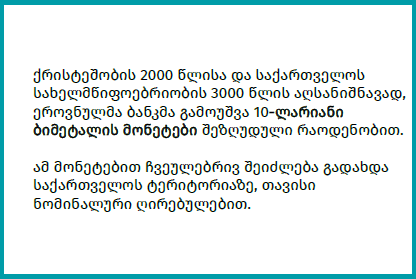 ქრისტეშობის 2000 წლისა და საქართველოს
სახელმწიფოებრიობის 3000 წლის აღსანიშნავად,
ეროვნულმა ბანკმა გამოუშვა 10-ლარიანი
ბიმეტალის მონეტები შეზღუდული რაოდენობით.
ამ მონეტებით ჩვეულებრივ შეიძლება გადახდა
საქართველოს ტერიტორიაზე, თავისი
ნომინალური ღირებულებით.